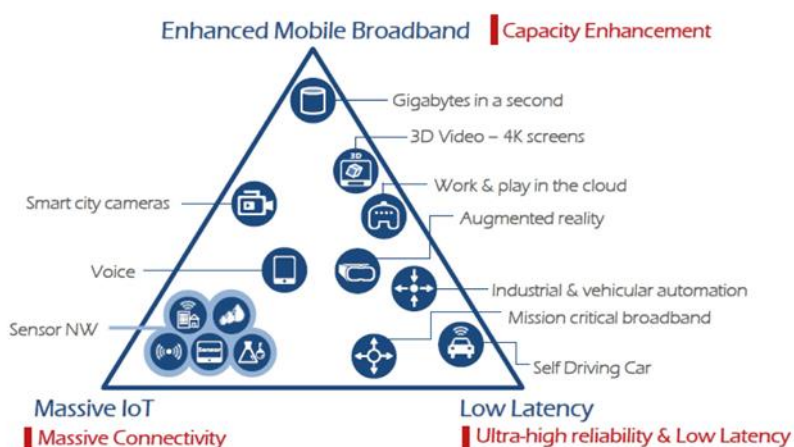 Enhanced Mobile Broadband
Capacity Enhancement
Gigabytes in a second
3D Video – 4K screens
3D
Work & play in the cloud
Smart city cameras
Augmented reality
Voice
Industrial & vehicular automation
Mission critical broadband
Sensor NW
Sensor
Self Driving Car
Massive IoT
Low Latency
Massive Connectivity
Ultra-high reliability & Low Latency